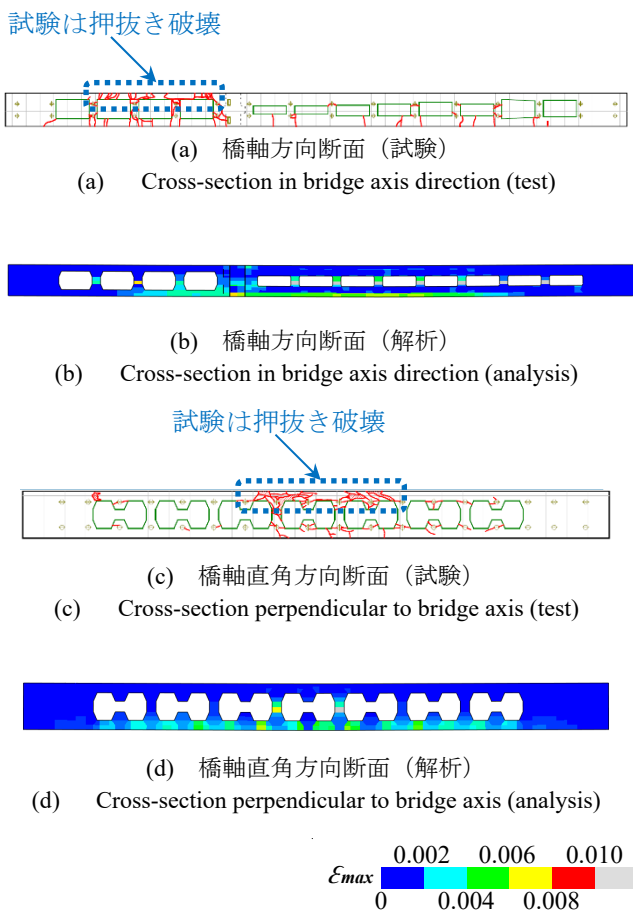 試験は押抜き破壊
(a) 橋軸方向断面（試験）
(a) Cross-section in bridge axis direction (test)
(b) 橋軸方向断面（解析）
(b) Cross-section in bridge axis direction (analysis)
試験は押抜き破壊
(c) 橋軸直角方向断面（試験）
(c) Cross-section perpendicular to bridge axis (test)
(d) 橋軸直角方向断面（解析）
(d) Cross-section perpendicular to bridge axis (analysis)
0.002 0.006 0.010
εmax
0 0.004 0.008